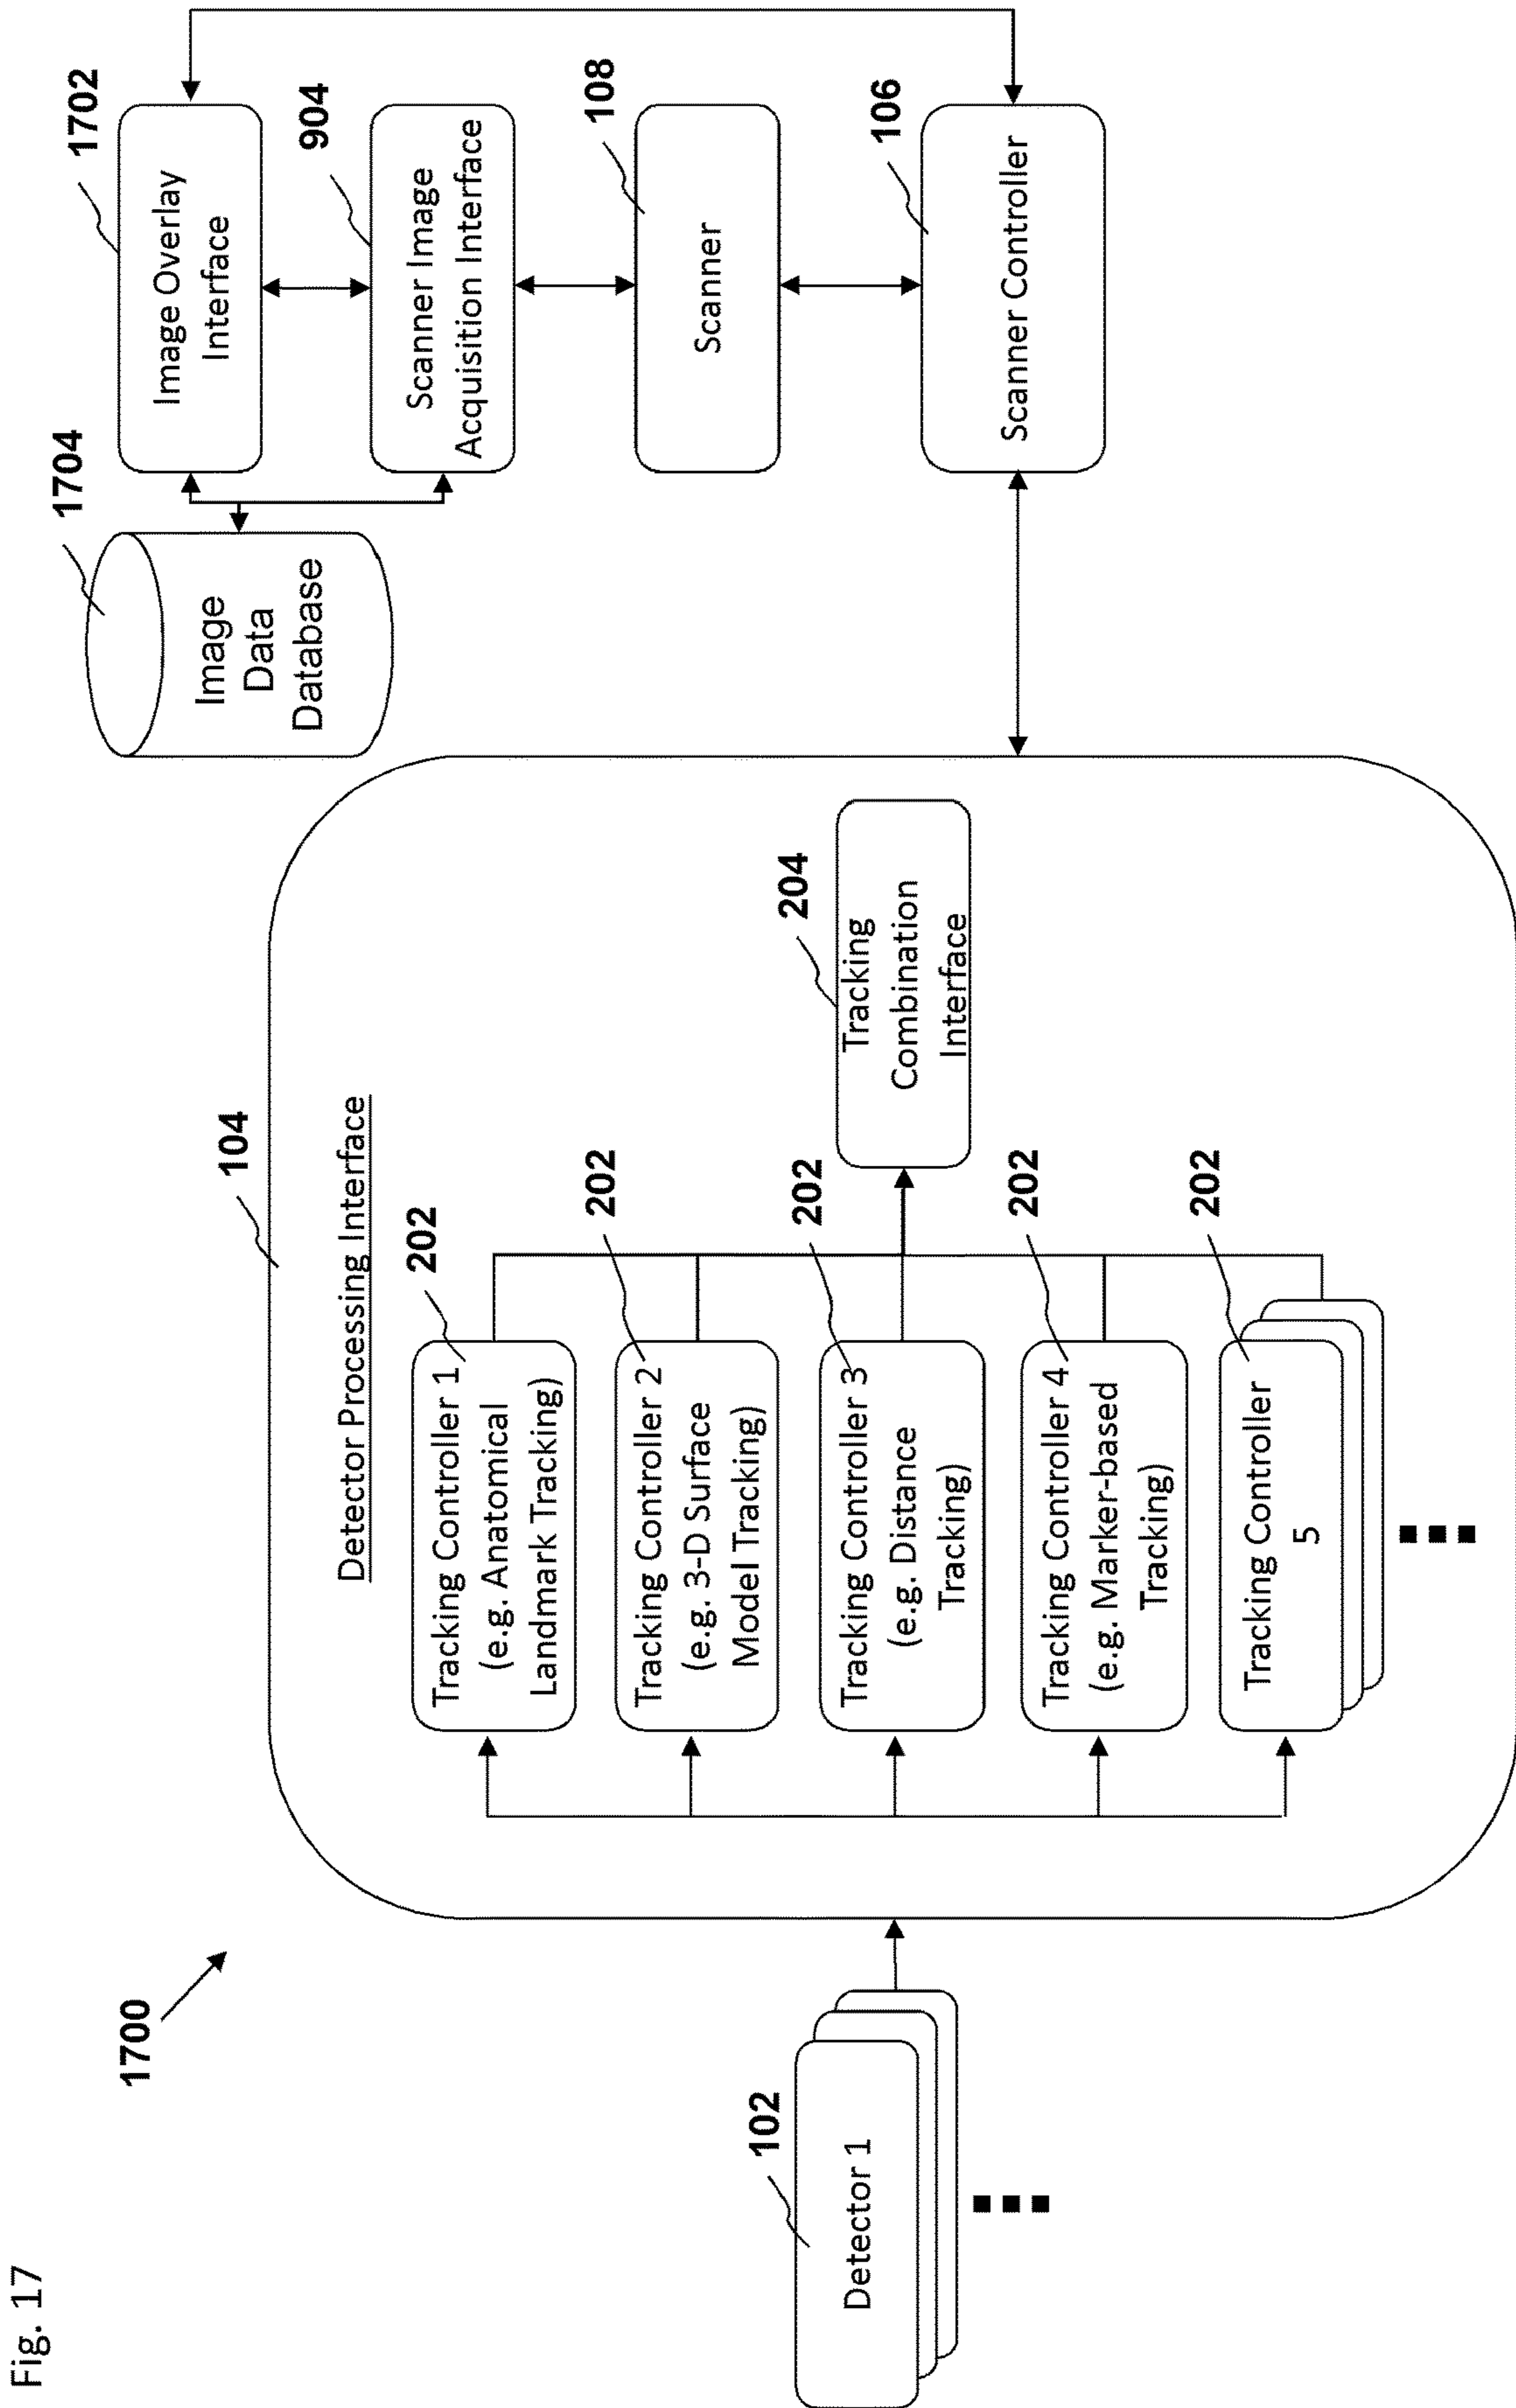 Fig. 17
1700
102
Detector 1
104
Detector Processing Interface
202
Tracking Controller 1
(e.g. Anatomical
Landmark Tracking)
202
Tracking Controller 2
(e.g. 3-D Surface
Model Tracking)
202
Tracking Controller 3
(e.g. Distance
Tracking)
202
Tracking Controller 4
(e.g. Marker-based
Tracking)
202
Tracking Controller
5
204
Tracking
Combination
Interface
1704
Image
Data
Database
1702
Image Overlay
Interface
904
Scanner Image
Acquisition Interface
108
Scanner
106
Scanner Controller